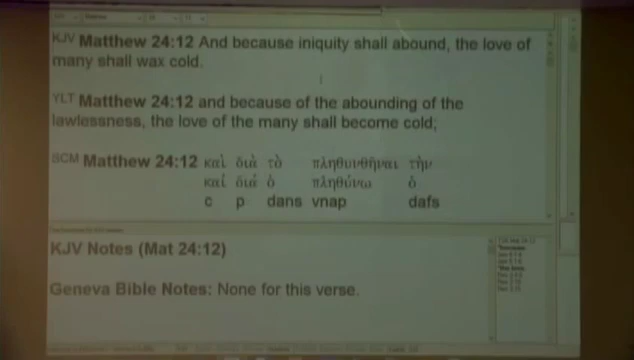 KJV Matthew 24:12 And because iniquity shall abound, the love of
many shall wax cold.
YLT Matthew 24:12 and because of the abounding of the
lawlessness, the love of the many shall become cold;
SCM Matthew 24:12 καὶ διὰ τὸ πληθυνθῆναι τὴν
καί διά ὁ πληθύνω ὁ
c p dans vnap dafs
KJV Notes (Mat 24:12)
Geneva Bible Notes: None for this verse.